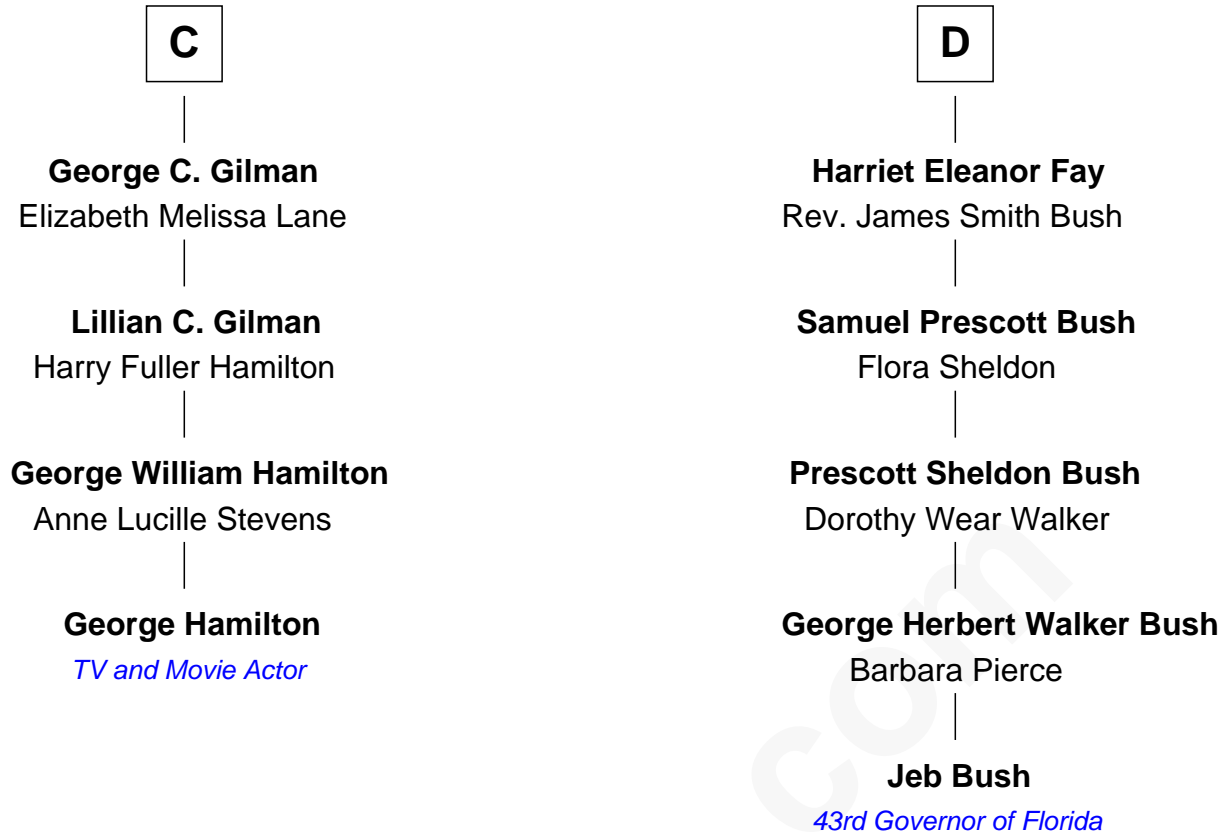 C
George C. Gilman
Elizabeth Melissa Lane
Lillian C. Gilman
Harry Fuller Hamilton
George William Hamilton
Anne Lucille Stevens
George Hamilton
TV and Movie Actor
D
Harriet Eleanor Fay
Rev. James Smith Bush
Samuel Prescott Bush
Flora Sheldon
Prescott Sheldon Bush
Dorothy Wear Walker
George Herbert Walker Bush
Barbara Pierce
Jeb Bush
43rd Governor of Florida
com